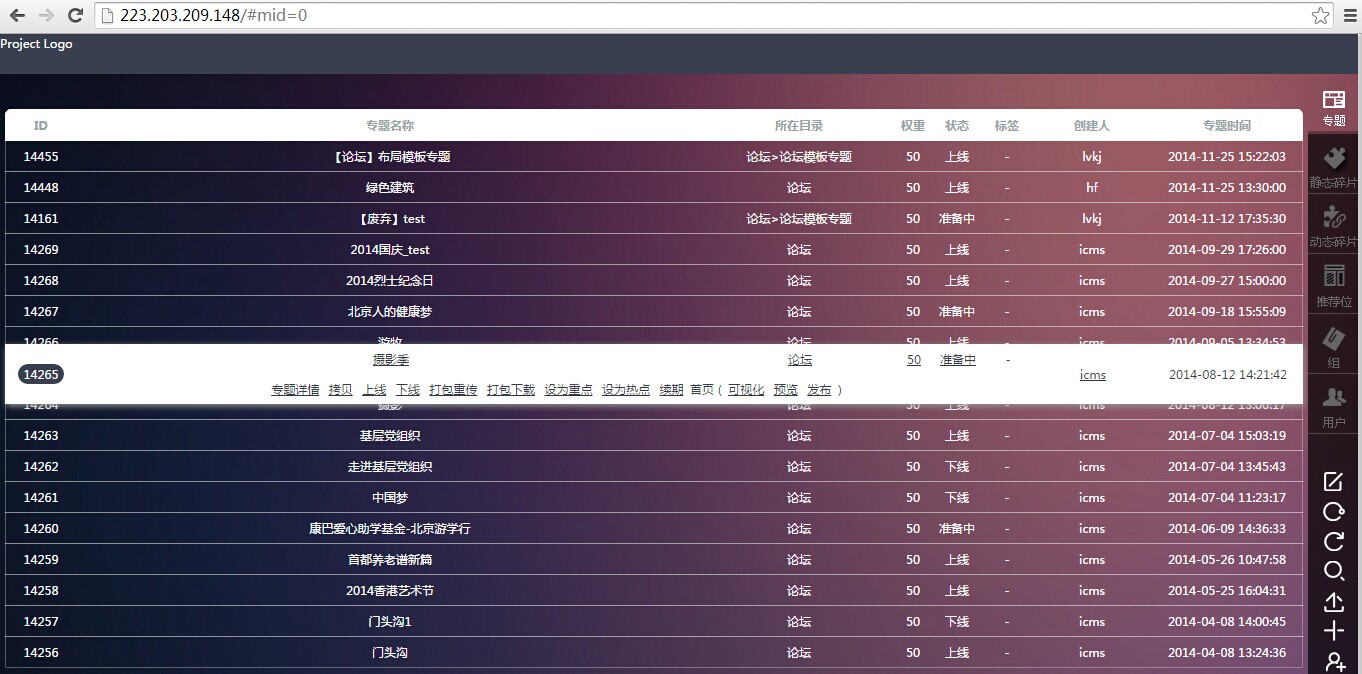 223.203.209.148/#mid=0
Project Logo
ID 专题名称 所在目录 权重 状态 标签 创建人 专题时间
14455 【论坛】布局模板专题 论坛>论坛模板专题 50 上线 - lvkj 2014-11-25 15:22:03
14448 绿色建筑 论坛 50 上线 - hf 2014-11-25 13:30:00
14161 【废弃】test 论坛>论坛模板专题 50 准备中 - lvkj 2014-11-12 17:35:30
14269 2014国庆_test 论坛 50 上线 - icms 2014-09-29 17:26:00
14268 2014烈士纪念日 论坛 50 上线 - icms 2014-09-27 15:00:00
14267 北京人的健康梦 论坛 50 准备中 - icms 2014-09-18 15:55:09
14266 游牧 论坛 50 上线 - icms 2014-09-05 13:34:53
14265 摄影季 论坛 50 准备中 - icms 2014-08-12 14:21:42
专题详情 拷贝 上线 下线 打包重传 打包下载 设为重点 设为热点 续期 首页 ( 可视化 预览 发布 )
14264 摄影 论坛 50 上线 - icms 2014-08-12 13:06:17
14263 基层党组织 论坛 50 上线 - icms 2014-07-04 15:03:19
14262 走进基层党组织 论坛 50 下线 - icms 2014-07-04 13:45:43
14261 中国梦 论坛 50 下线 - icms 2014-07-04 11:23:17
14260 康巴爱心助学基金-北京游学行 论坛 50 准备中 - icms 2014-06-09 14:36:33
14259 首都养老谱新篇 论坛 50 上线 - icms 2014-05-26 10:47:58
14258 2014香港艺术节 论坛 50 上线 - icms 2014-05-25 16:04:31
14257 门头沟1 论坛 50 下线 - icms 2014-04-08 14:00:45
14256 门头沟 论坛 50 上线 - icms 2014-04-08 13:24:36
专题
静态碎片
动态碎片
推荐位
组
用户